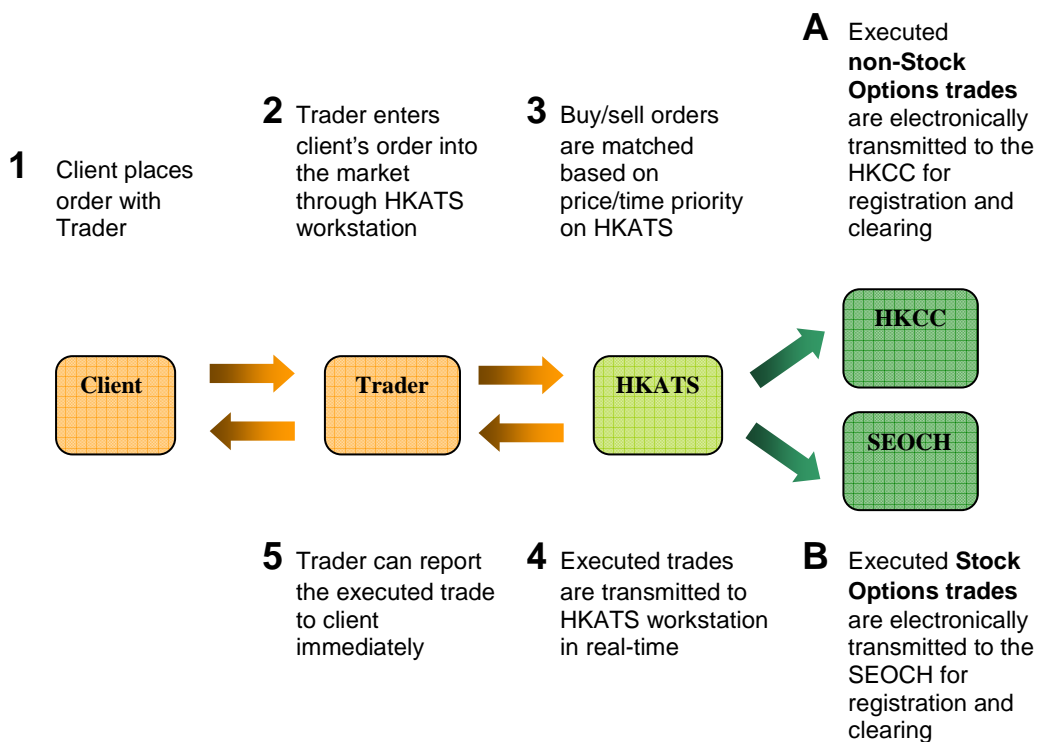 1 Client places
order with
Trader
2 Trader enters
client's order into
the market
through HKATS
workstation
3 Buy/sell orders
are matched
based on
price/time priority
on HKATS
A Executed
non-Stock
Options trades
are electronically
transmitted to the
HKCC for
registration and
clearing
Client
Trader
HKATS
HKCC
SEOCH
5 Trader can report
the executed trade
to client
immediately
4 Executed trades
are transmitted to
HKATS workstation
in real-time
B Executed Stock
Options trades
are electronically
transmitted to the
SEOCH for
registration and
clearing